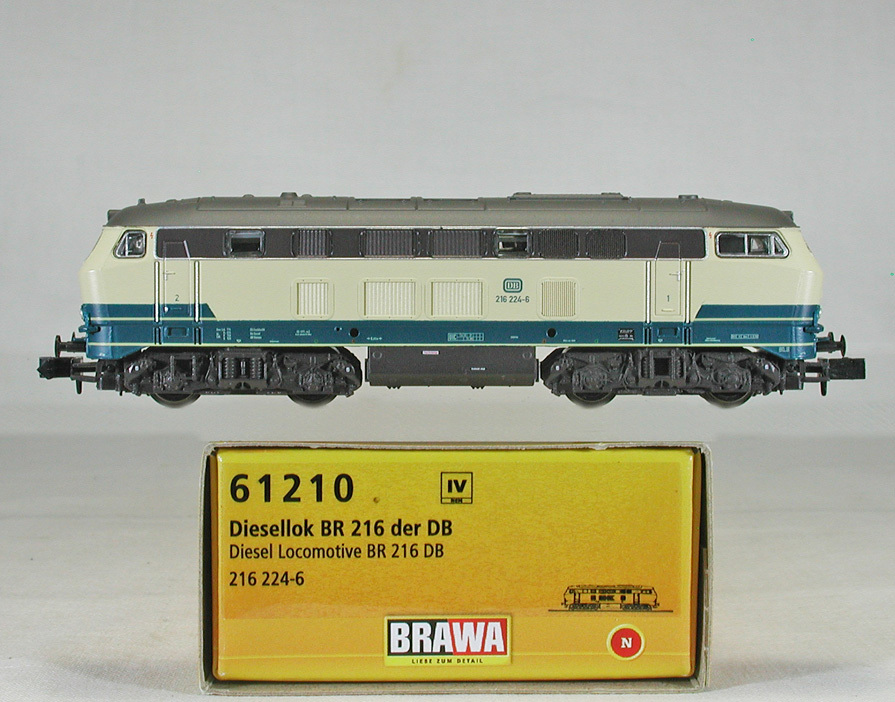 DB
216 224-6
2
1
61210
IV
Diesellok BR 216 der DB
Diesel Locomotive BR 216 DB
216 224-6
BRAWA
LIEBE ZUM DETAIL
N